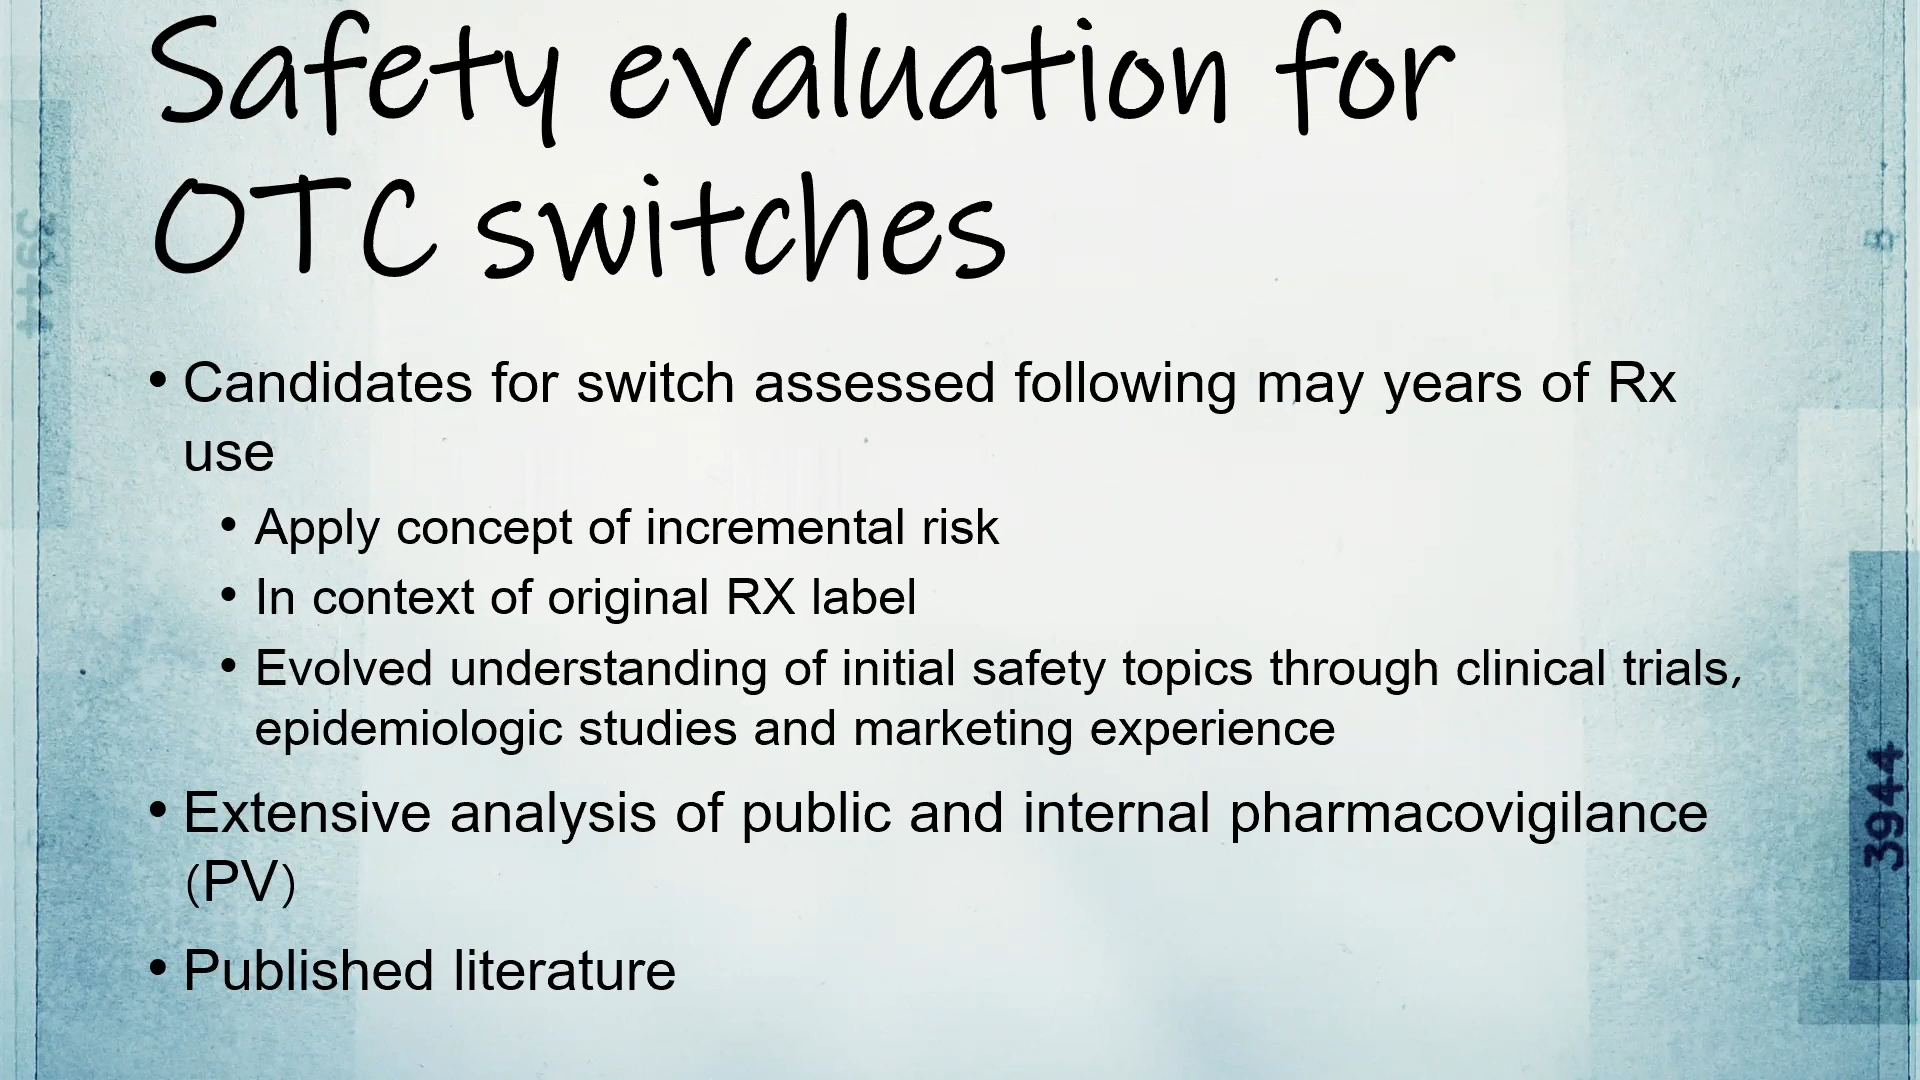 Safety evaluation for
OTC switches
• Candidates for switch assessed following may years of Rx
use
• Apply concept of incremental risk
• In context of original RX label
• Evolved understanding of initial safety topics through clinical trials,
epidemiologic studies and marketing experience
• Extensive analysis of public and internal pharmacovigilance
(PV)
• Published literature
3944
3944